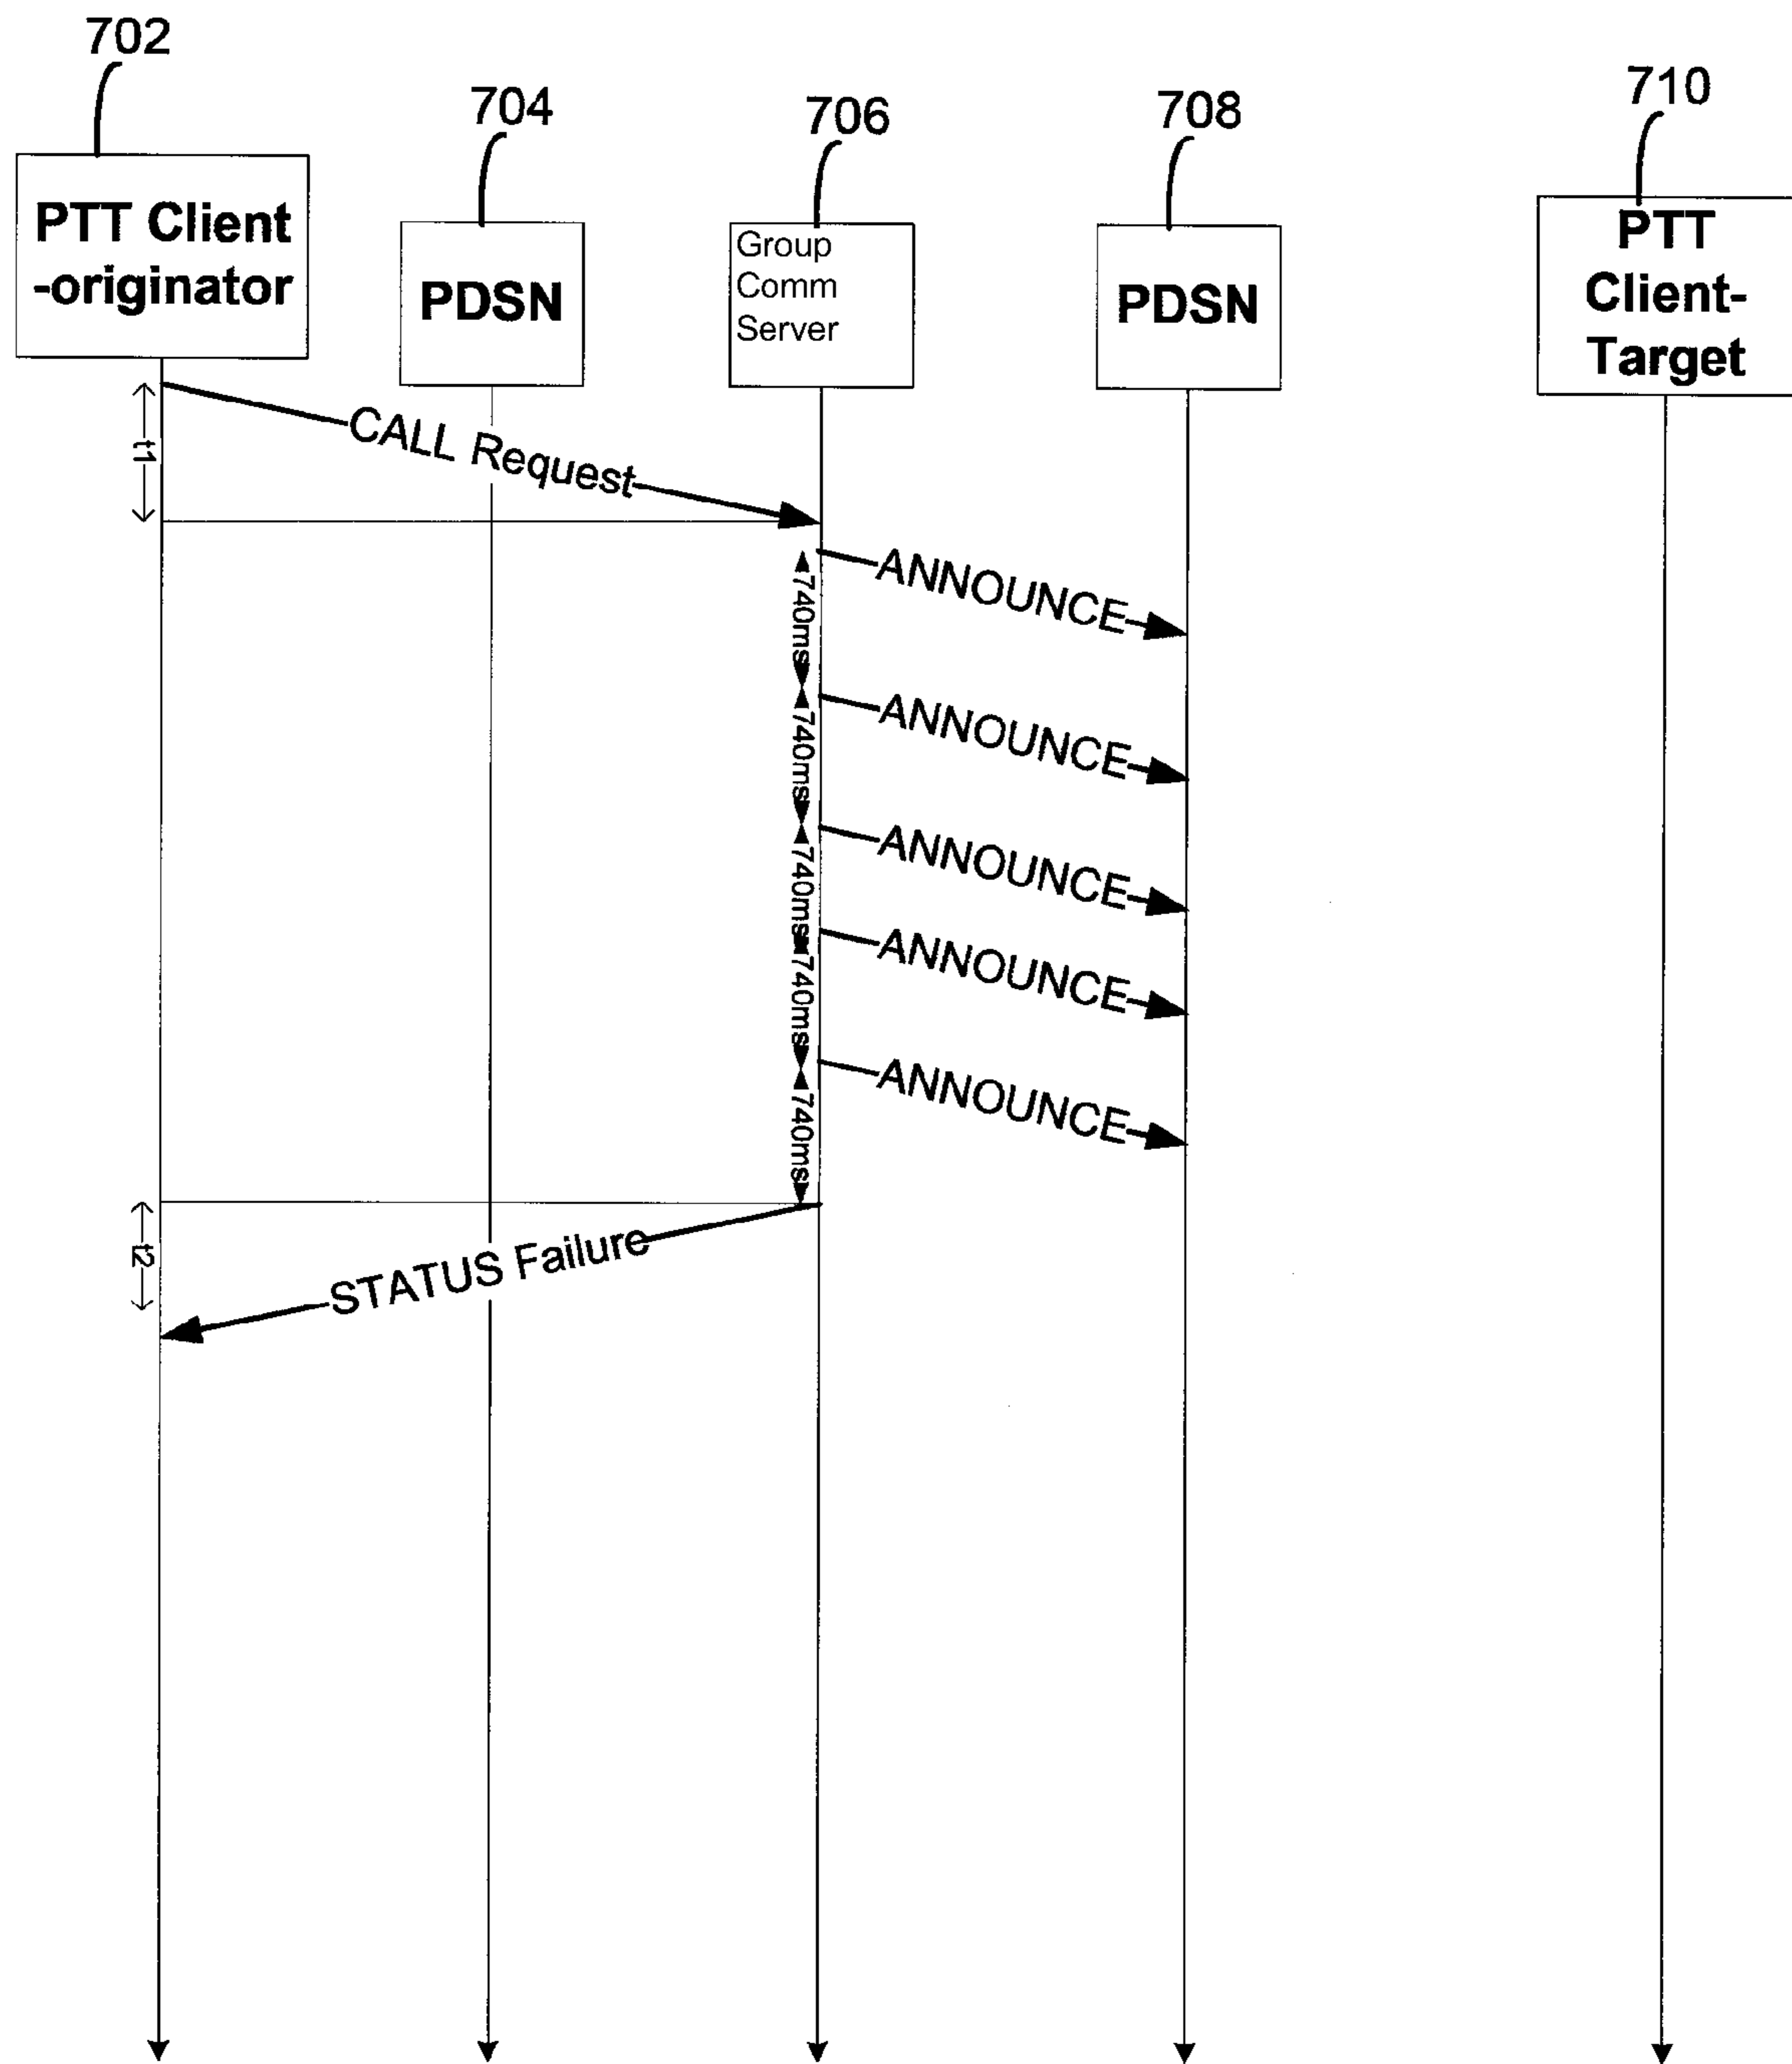 702
704
706
708
710
PTT Client
-originator
PDSN
Group
Comm
Server
PDSN
PTT
Client-
Target
t1
CALL Request
740ms
ANNOUNCE
740ms
ANNOUNCE
740ms
ANNOUNCE
740ms
ANNOUNCE
740ms
ANNOUNCE
t2
STATUS Failure